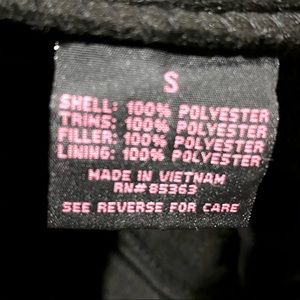 S
SHELL: 100% POLYESTER
TRIMS: 100% POLYESTER
FILLER: 100% POLYESTER
LINING: 100% POLYESTER
MADE IN VIETNAM
RN# 85363
SEE REVERSE FOR CARE